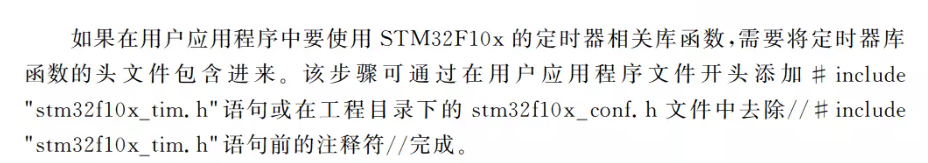 如果在用户应用程序中要使用 STM32F10x 的定时器相关库函数,需要将定时器库
函数的头文件包含进来。该步骤可通过在用户应用程序文件开头添加 #include
"stm32f10x_tim.h"语句或在工程目录下的 stm32f10x_conf.h 文件中去除//#include
"stm32f10x_tim.h"语句前的注释符//完成。